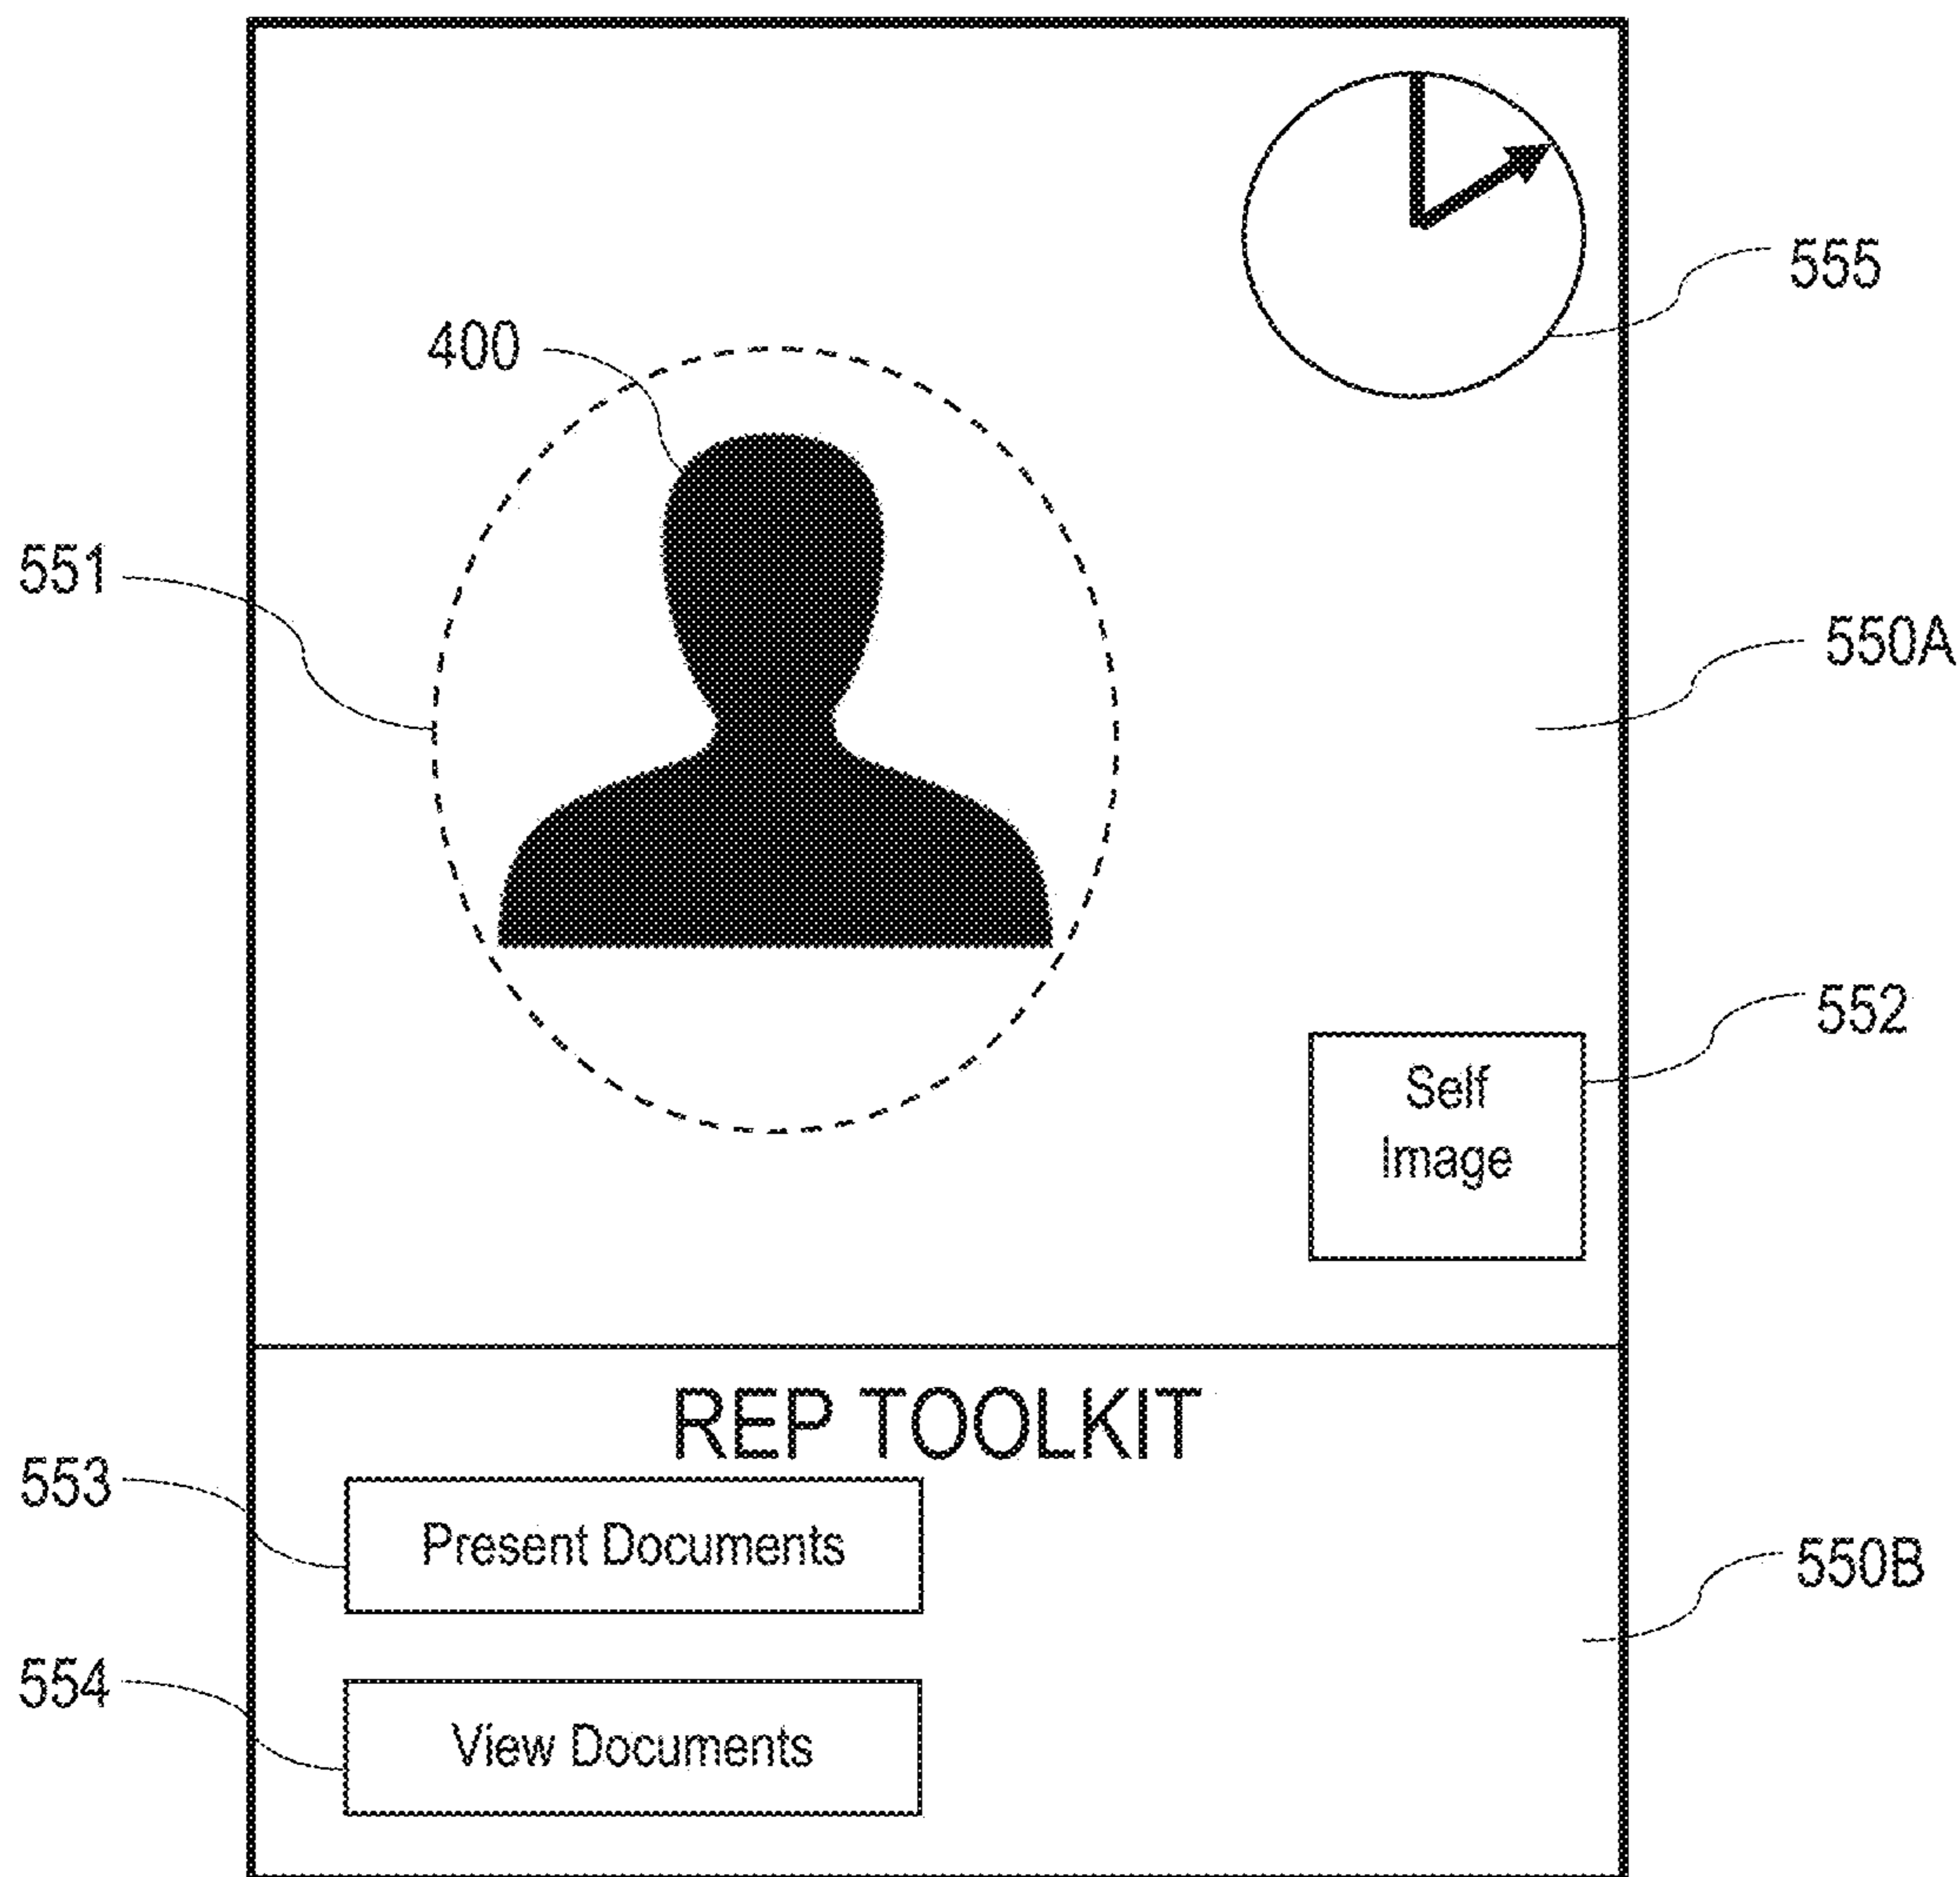 555
400
551
550A
552
Self
Image
REP TOOLKIT
553
Present Documents
550B
554
View Documents